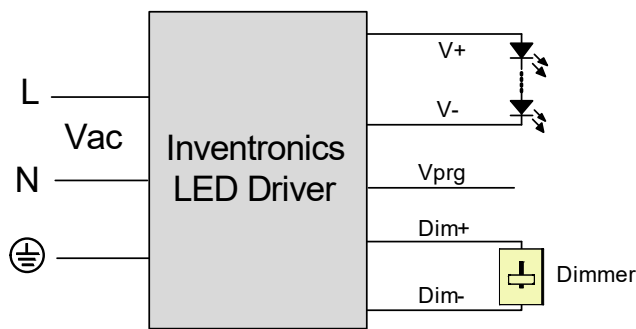 L
Vac
N
Inventronics
LED Driver
V+
V-
Vprg
Dim+
Dim-
Dimmer